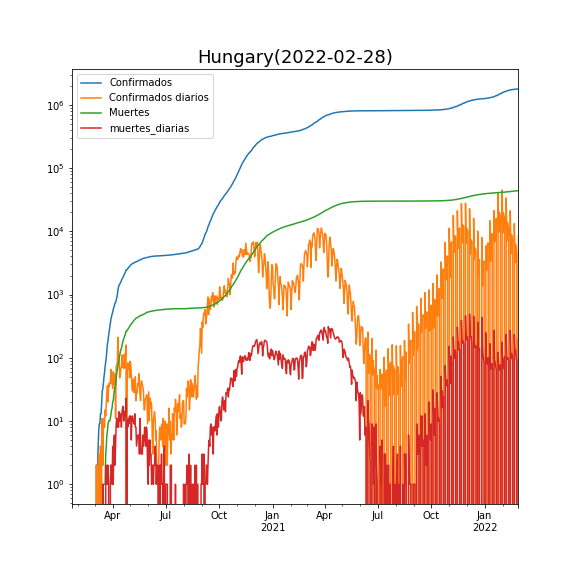 Hungary(2022-02-28)
Confirmados
Confirmados diarios
Muertes
muertes_diarias
10⁶
10⁵
10⁴
10³
10²
10¹
10⁰
Apr Jul Oct Jan Apr Jul Oct Jan
2021 2022